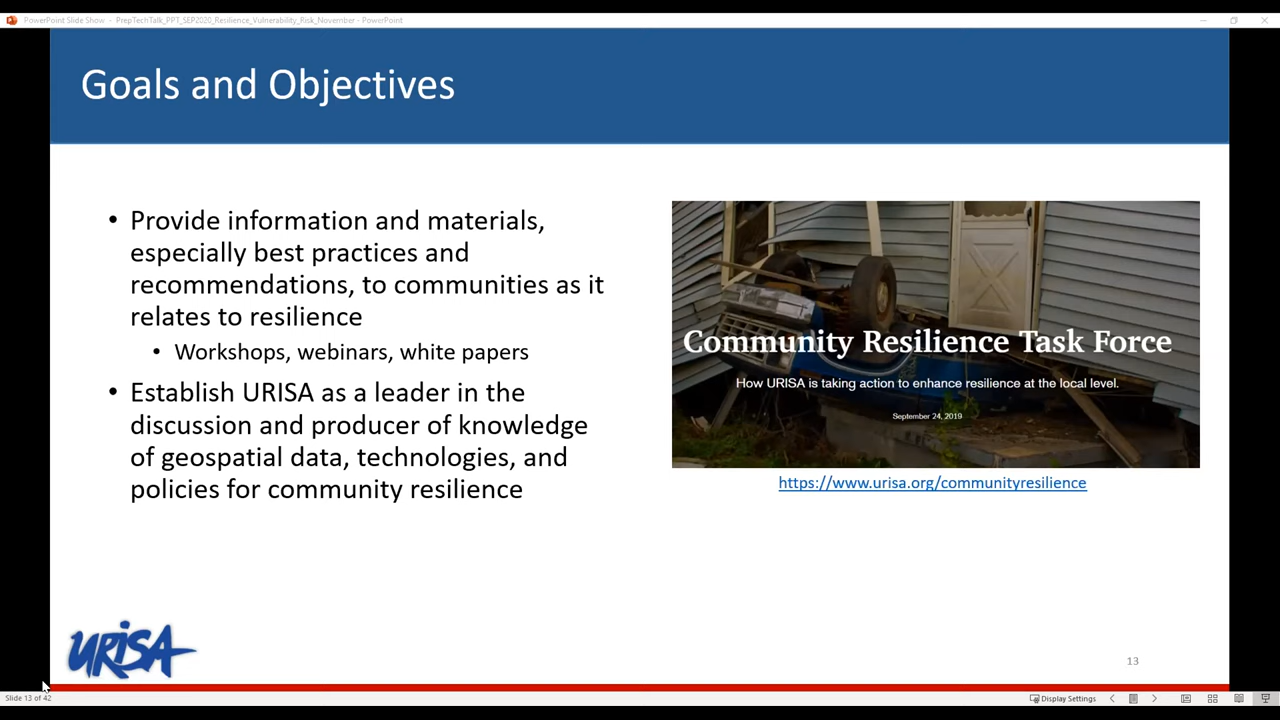 PowerPoint Slide Show - PrepTechTalk_PPT_SEP2020_Resilience_Vulnerability_Risk_November - PowerPoint
Goals and Objectives
• Provide information and materials,
especially best practices and
recommendations, to communities as it
relates to resilience
• Workshops, webinars, white papers
• Establish URISA as a leader in the
discussion and producer of knowledge
of geospatial data, technologies, and
policies for community resilience
Community Resilience Task Force
How URISA is taking action to enhance resilience at the local level.
September 24, 2019
https://www.urisa.org/communityresilience
URISA
13
Slide 13 of 42
Display Settings